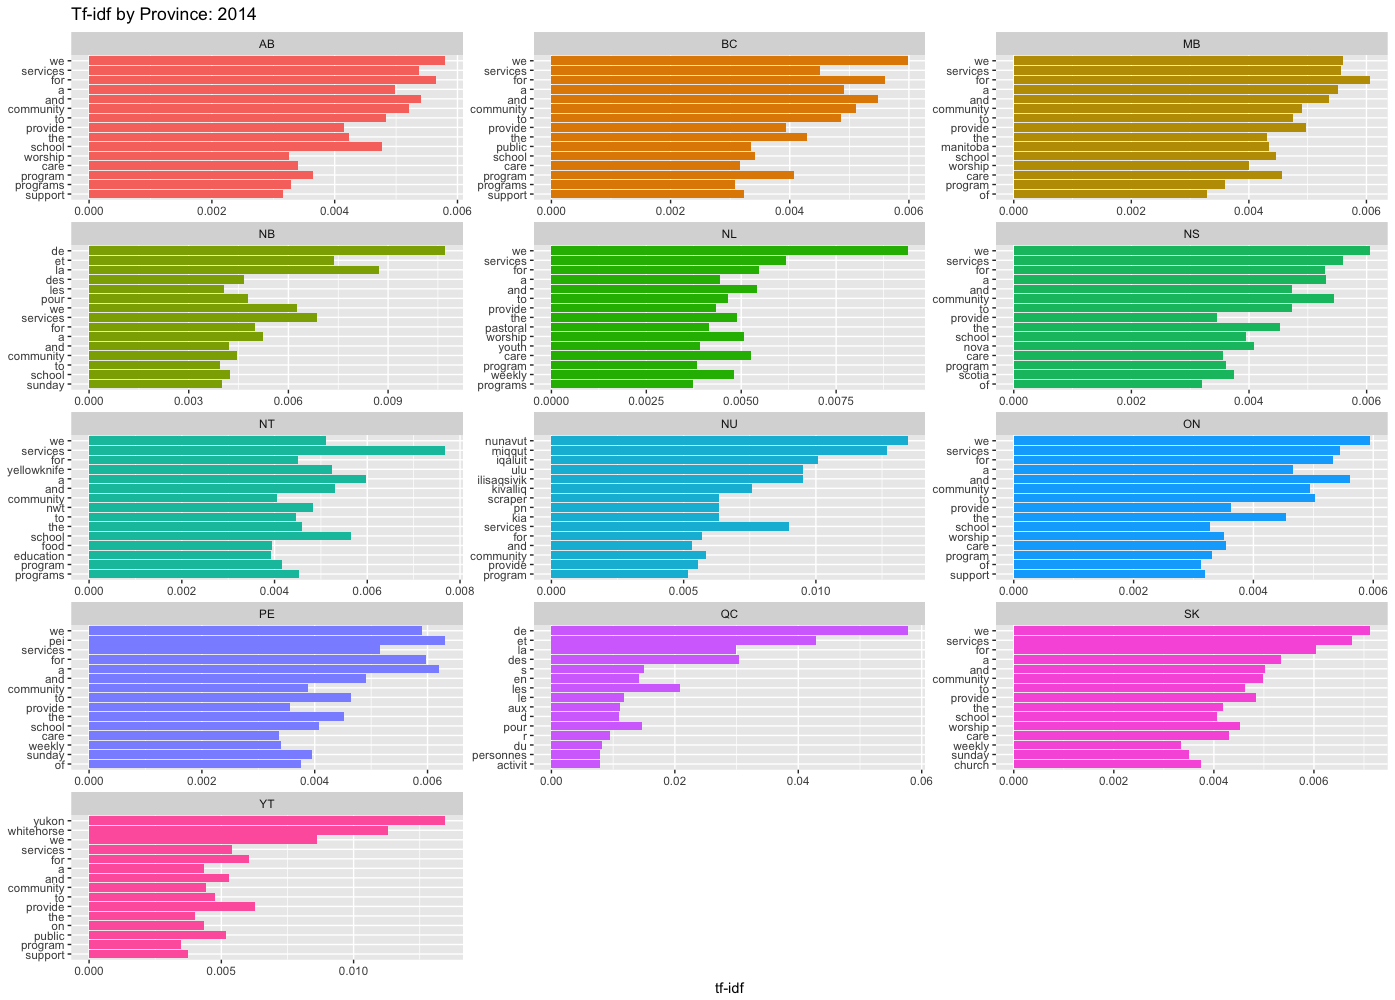 Tf-idf by Province: 2014
AB
we
services
for
a
and
community
to
provide
the
school
worship
care
program
programs
support
0.000 0.002 0.004 0.006
BC
we
services
for
a
and
community
to
provide
the
public
school
care
program
programs
support
0.000 0.002 0.004 0.006
MB
we
services
for
a
and
community
to
provide
the
manitoba
school
worship
care
program
of
0.000 0.002 0.004 0.006
NB
de
et
la
des
les
pour
we
services
for
a
and
community
to
school
sunday
0.000 0.003 0.006 0.009
NL
we
services
for
a
and
to
provide
the
pastoral
worship
youth
care
program
weekly
programs
0.0000 0.0025 0.0050 0.0075
NS
we
services
for
a
and
community
to
provide
the
school
nova
care
program
scotia
of
0.000 0.002 0.004 0.006
NT
we
services
for
yellowknife
a
and
community
nwt
to
the
school
food
education
program
programs
0.000 0.002 0.004 0.006 0.008
NU
nunavut
miqqut
iqaluit
ulu
ilisaqsivik
kivalliq
scraper
pn
kia
services
for
and
community
provide
program
0.000 0.005 0.010
ON
we
services
for
a
and
community
to
provide
the
school
worship
care
program
of
support
0.000 0.002 0.004 0.006
PE
we
pei
services
for
a
and
community
to
provide
the
school
care
weekly
sunday
of
0.000 0.002 0.004 0.006
QC
de
et
la
des
s
en
les
le
aux
d
pour
r
du
personnes
activit
0.00 0.02 0.04 0.06
SK
we
services
for
a
and
community
to
provide
the
school
worship
care
weekly
sunday
church
0.000 0.002 0.004 0.006
YT
yukon
whitehorse
we
services
for
a
and
community
to
provide
the
on
public
program
support
0.000 0.005 0.010
tf-idf